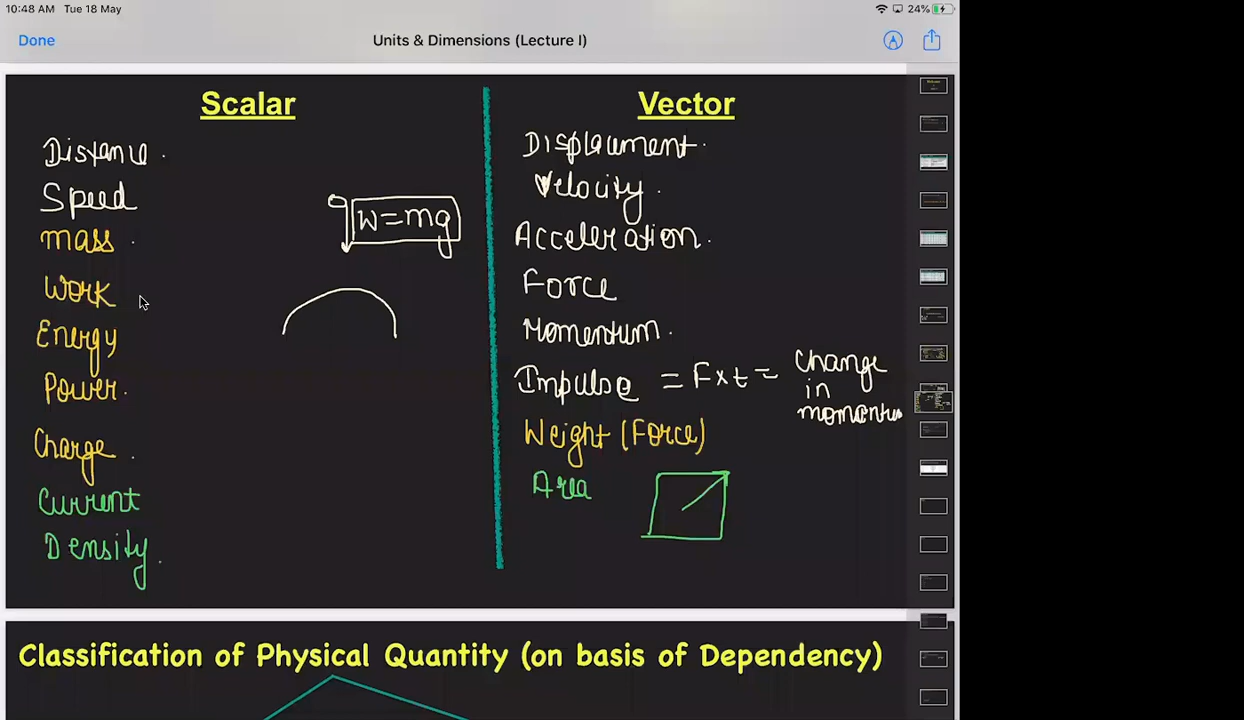 10:48 AM Tue 18 May
24%
Done
Units & Dimensions (Lecture I)
Scalar
Distance
Speed
mass
Work
Energy
Power
Charge
Current
Density
W=mg
Vector
Displacement
Velocity
Acceleration
Force
Momentum
Impulse = F×t = Change in momentum
Weight (Force)
Area
Classification of Physical Quantity (on basis of Dependency)